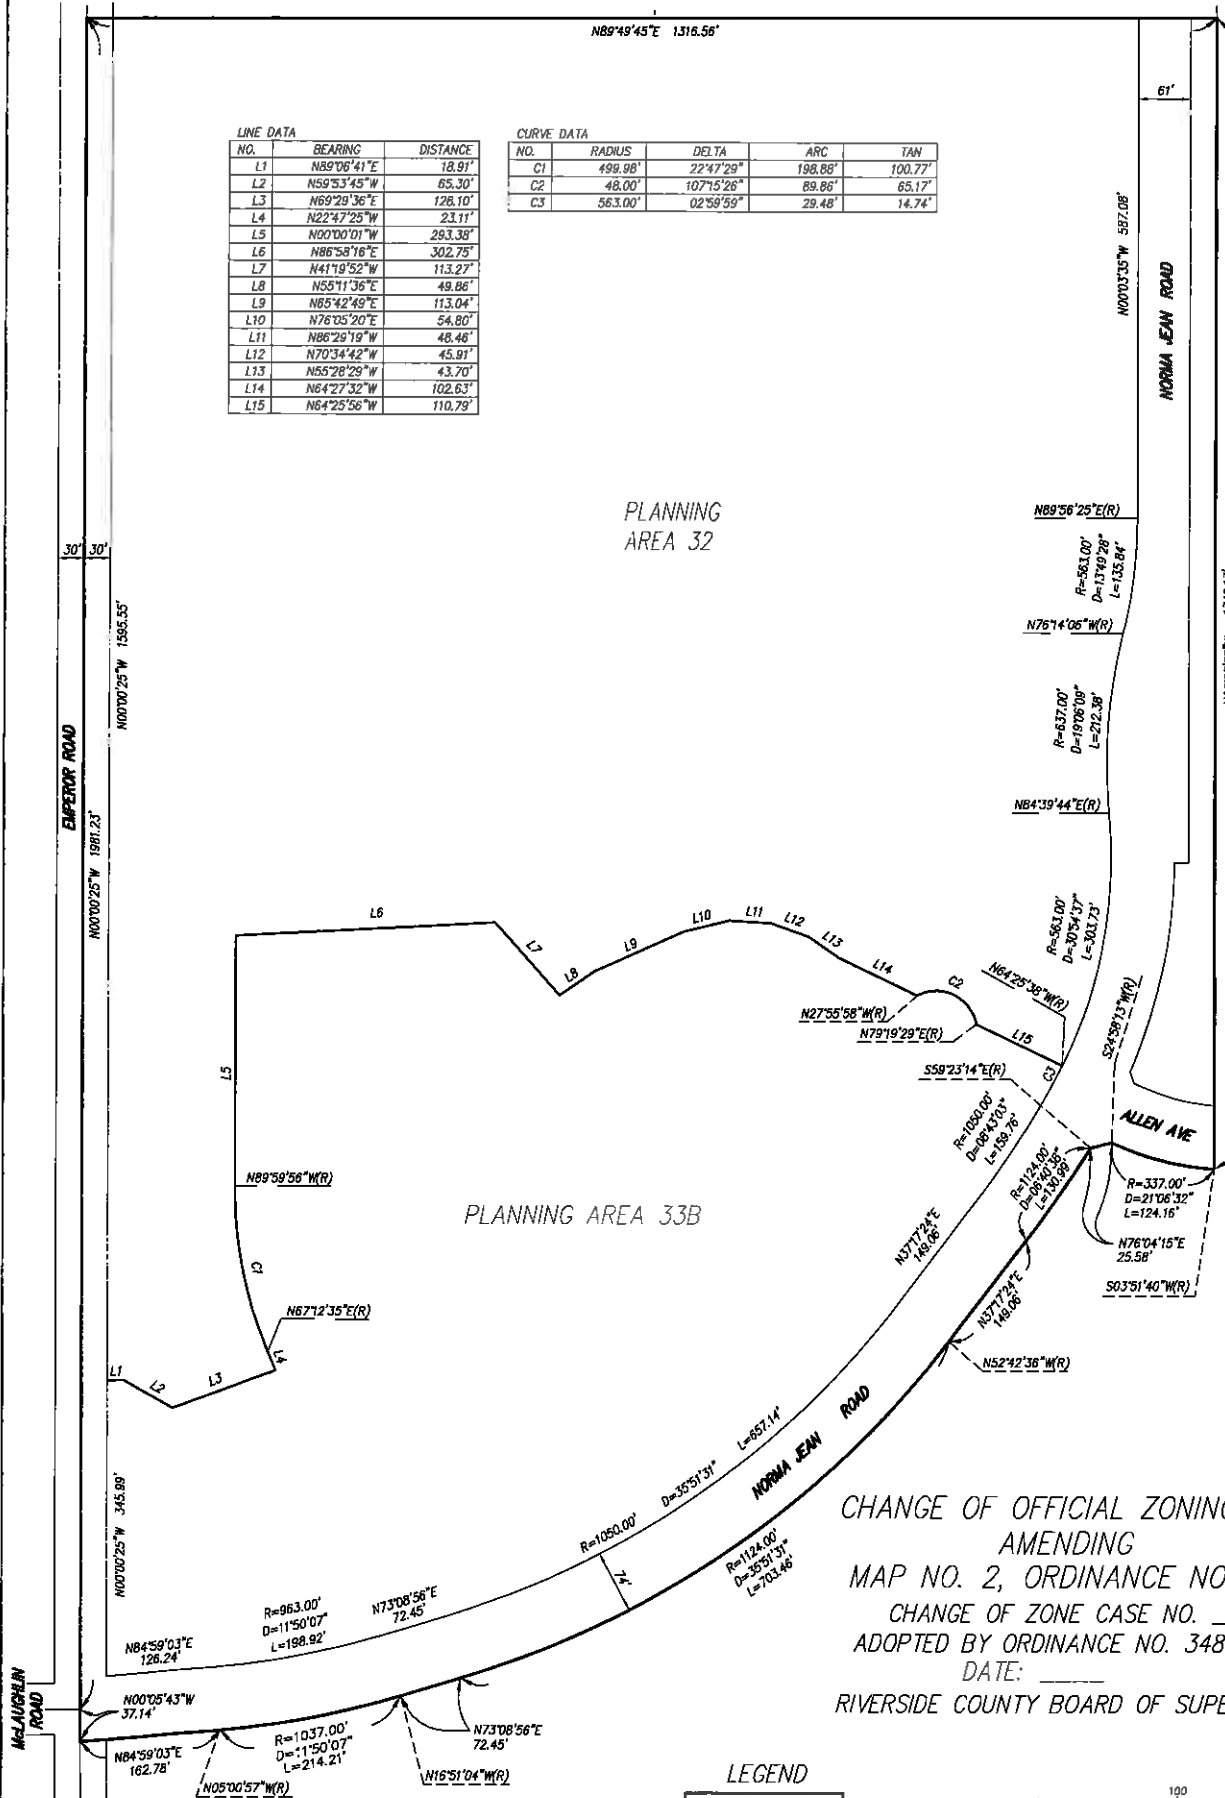 N89°49'45"E 1316.56'
61'
LINE DATA
NO. BEARING DISTANCE
L1 N89°06'41"E 18.91'
L2 N59°53'45"W 65.30'
L3 N69°29'36"E 126.10'
L4 N22°47'25"W 23.11'
L5 N00°00'01"W 293.38'
L6 N86°58'16"E 302.75'
L7 N41°19'52"W 113.27'
L8 N55°11'36"E 49.86'
L9 N65°42'49"E 113.04'
L10 N76°05'20"E 54.80'
L11 N86°29'19"W 48.46'
L12 N70°34'42"W 45.91'
L13 N55°28'29"W 43.70'
L14 N64°27'32"W 102.63'
L15 N64°25'56"W 110.79'
CURVE DATA
NO. RADIUS DELTA ARC TAN
C1 499.98' 22°47'29" 198.88' 100.77'
C2 48.00' 107°15'26" 89.86' 65.17'
C3 563.00' 02°59'59" 29.48' 14.74'
N00°03'35"W 587.08'
NORMA JEAN ROAD
PLANNING
AREA 32
N89°56'25"E(R)
30' 30'
R=563.00'
D=13°49'28"
L=135.84'
N76°14'06"W(R)
N00°00'25"W 1595.55'
R=637.00'
D=19°06'09"
L=212.38'
EMPEROR ROAD
N84°39'44"E(R)
N00°00'25"W 1981.23'
L6
L7
L8
L9
L10
L11
L12
L13
L14
C2
R=563.00'
D=30°54'37"
L=303.73'
N64°25'38"W(R)
S24°58'13"W(R)
N27°55'58"W(R)
N79°19'29"E(R)
L15
L5
S59°23'14"E(R)
C3
R=1050.00'
D=08°43'03"
L=159.76'
ALLEN AVE
R=1124.00'
D=06°40'38"
L=130.99'
R=337.00'
D=21°06'32"
L=124.16'
N89°59'56"W(R)
PLANNING AREA 33B
N37°17'24"E
149.06'
N76°04'15"E
25.58'
S03°51'40"W(R)
C1
N67°12'35"E(R)
N37°17'24"E
149.06'
N52°42'36"W(R)
L1
L2
L3
L4
NORMA JEAN ROAD
R=1050.00' D=35°51'31" L=657.14'
N00°00'25"W 345.99'
74'
R=1124.00'
D=35°51'31"
L=703.46'
CHANGE OF OFFICIAL ZONING
AMENDING
MAP NO. 2, ORDINANCE NO
CHANGE OF ZONE CASE NO. _
ADOPTED BY ORDINANCE NO. 348
DATE: ____
RIVERSIDE COUNTY BOARD OF SUPE
R=963.00'
D=11°50'07"
L=198.92'
N73°08'56"E
72.45'
N84°59'03"E
126.24'
McLAUGHLIN
ROAD
N00°05'43"W
37.14'
N84°59'03"E
162.78'
R=1037.00'
D=11°50'07"
L=214.21'
N73°08'56"E
72.45'
N05°00'57"W(R)
N16°51'04"W(R)
LEGEND
100